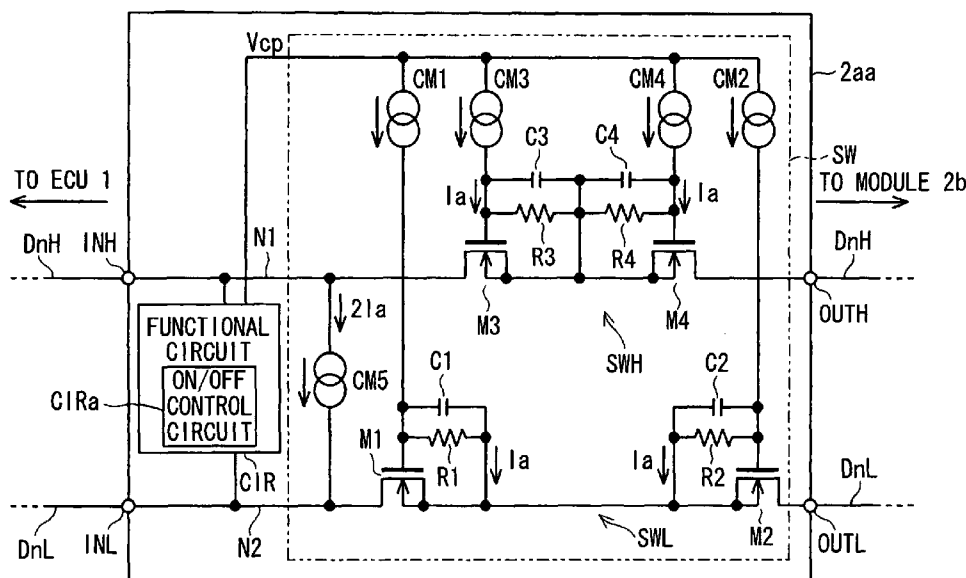 Vcp
CM1
CM3
CM4
CM2
2aa
C3
C4
SW
TO ECU 1
TO MODULE 2b
Ia
Ia
R3
R4
DnH
INH
N1
DnH
M3
M4
OUTH
2Ia
FUNCTIONAL
CIRCUIT
SWH
CM5
C1
C2
CIRa
ON/OFF
CONTROL
CIRCUIT
M1
R1
Ia
Ia
R2
DnL
CIR
DnL
INL
N2
SWL
M2
OUTL